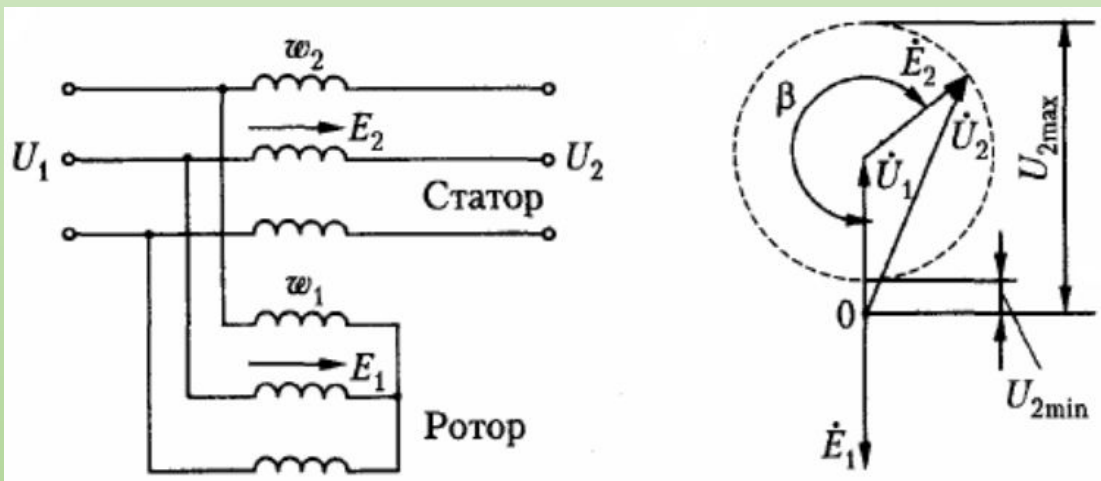 w₂
E₂
U₁
U₂
Статор
w₁
E₁
Ротор
β
Ė₂
U̇₂
U̇₁
U₂max
0
U₂min
Ė₁